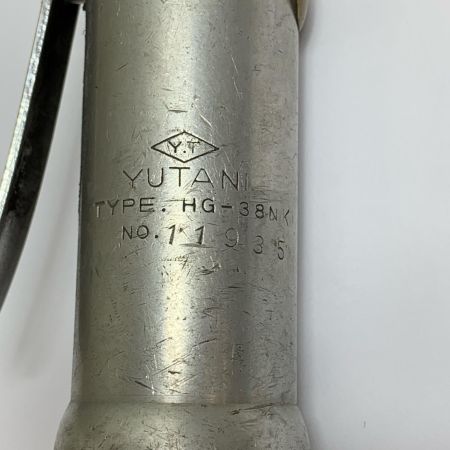 Y.T
YUTANI
TYPE. HG-38NK
NO. 11935